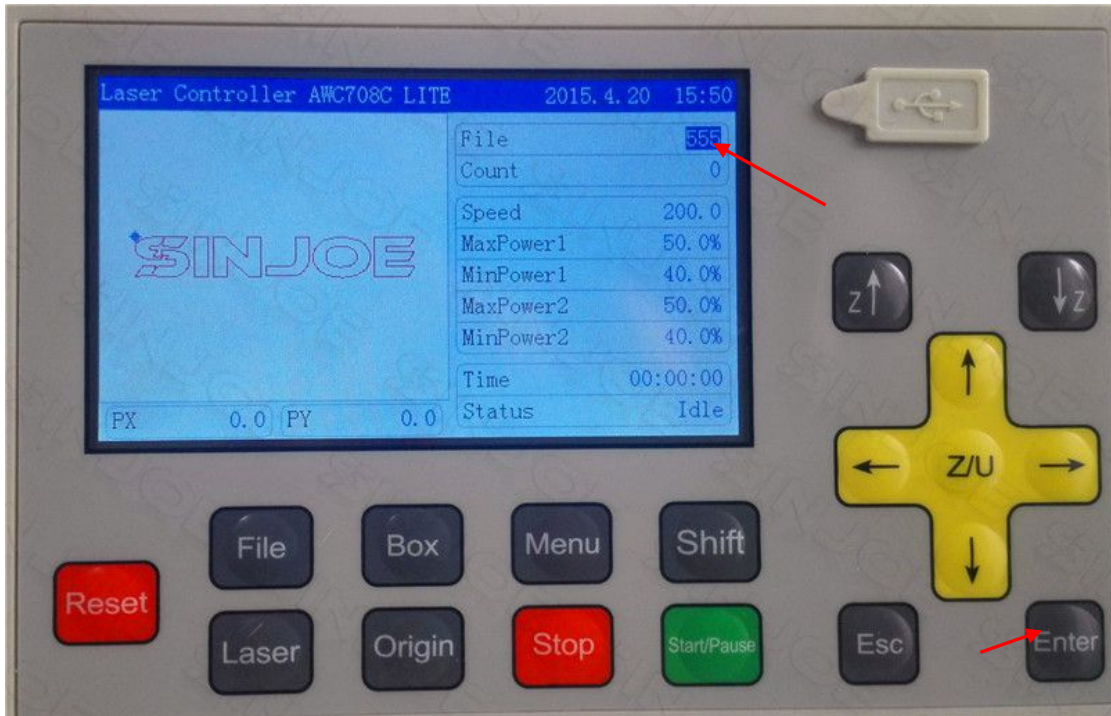 Laser Controller AWC708C LITE 2015.4.20 15:50
File 555
Count 0
Speed 200.0
MaxPower1 50.0%
MinPower1 40.0%
MaxPower2 50.0%
MinPower2 40.0%
Time 00:00:00
Status Idle
SINJOE
PX 0.0 PY 0.0
Z Z
Z/U
File Box Menu Shift
Reset
Laser Origin Stop Start/Pause Esc Enter